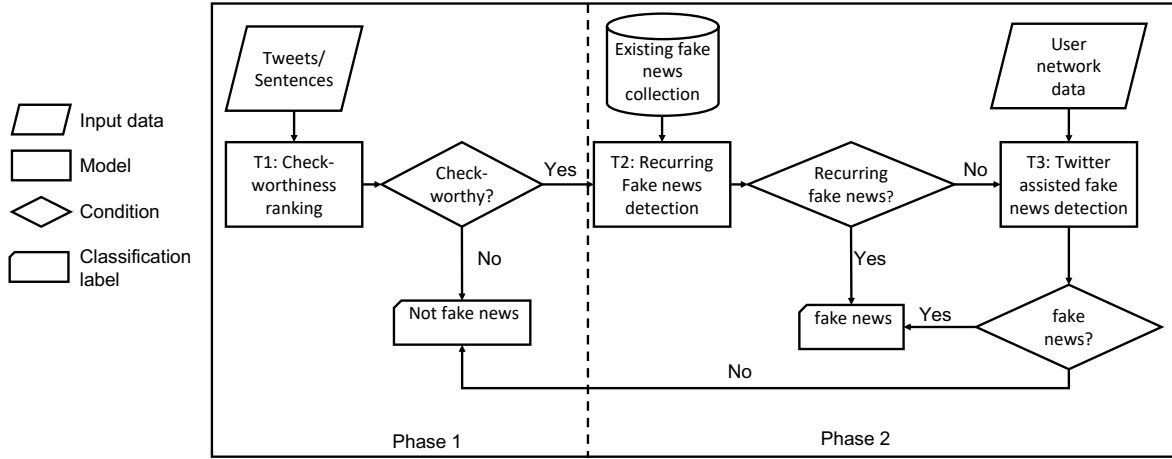 Input data
Model
Condition
Classification
label
Tweets/
Sentences
T1: Check-
worthiness
ranking
Check-
worthy?
Yes
No
Not fake news
Phase 1
Existing fake
news
collection
T2: Recurring
Fake news
detection
Recurring
fake news?
No
Yes
fake news
User
network
data
T3: Twitter
assisted fake
news detection
fake
news?
Yes
No
Phase 2